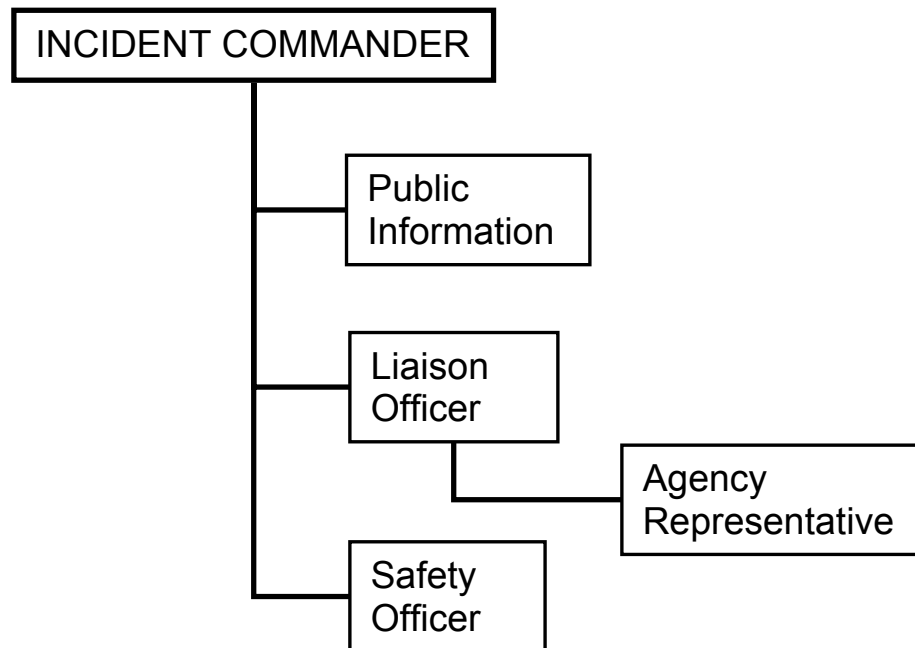 INCIDENT COMMANDER
Public
Information
Liaison
Officer
Agency
Representative
Safety
Officer